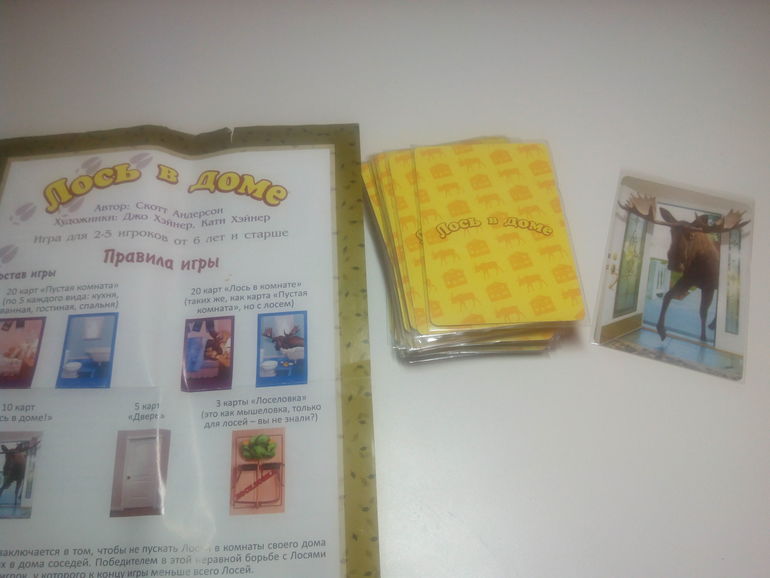 Лось в доме
Автор: Скотт Андерсон
Художники: Джо Хэйнер, Кати Хэйнер
Игра для 2-5 игроков от 6 лет и старше
Правила игры
остав игры
20 карт «Пустая комната»
(по 5 каждого вида: кухня,
ванная, гостиная, спальня)
20 карт «Лось в комнате»
(таких же, как карта «Пустая
комната», но с лосем)
10 карт
сь в доме!»
5 карт
«Дверь»
3 карты «Лоселовка»
(это как мышеловка, только
для лосей – вы не знали?)
заключается в том, чтобы не пускать Лосей в комнаты своего дома
их в дома соседей. Победителем в этой неравной борьбе с Лосями
игрок, у которого к концу игры меньше всего Лосей.
Лось в доме